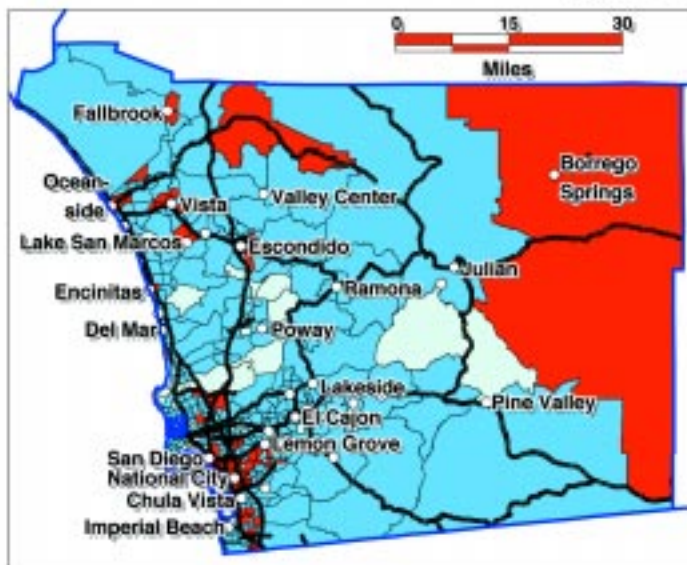 0 15 30
Miles
Fallbrook
Borrego
Springs
Ocean-
side
Vista
Valley Center
Lake San Marcos
Escondido
Julian
Encinitas
Ramona
Del Mar
Poway
Lakeside
Pine Valley
El Cajon
Lemon Grove
San Diego
National City
Chula Vista
Imperial Beach